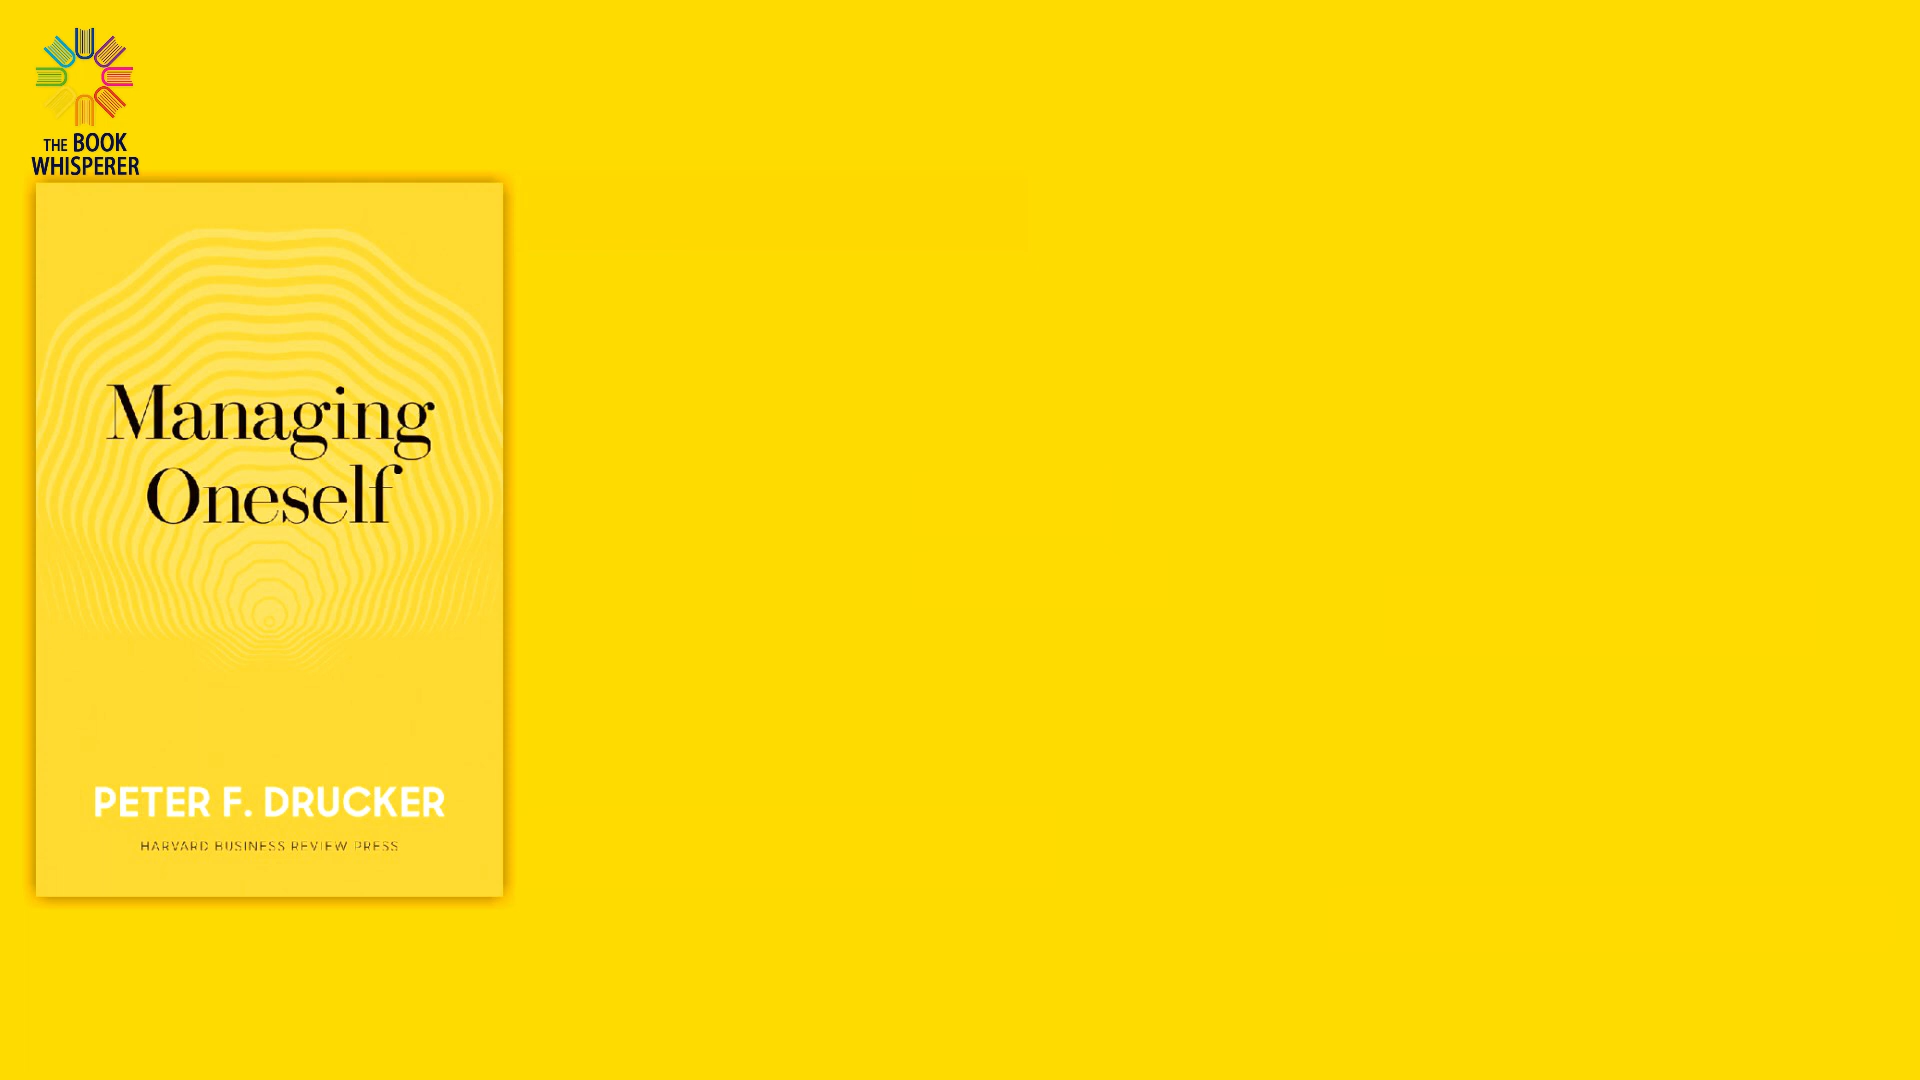 THE BOOK
WHISPERER
Managing
Oneself
PETER F. DRUCKER
HARVARD BUSINESS REVIEW PRESS